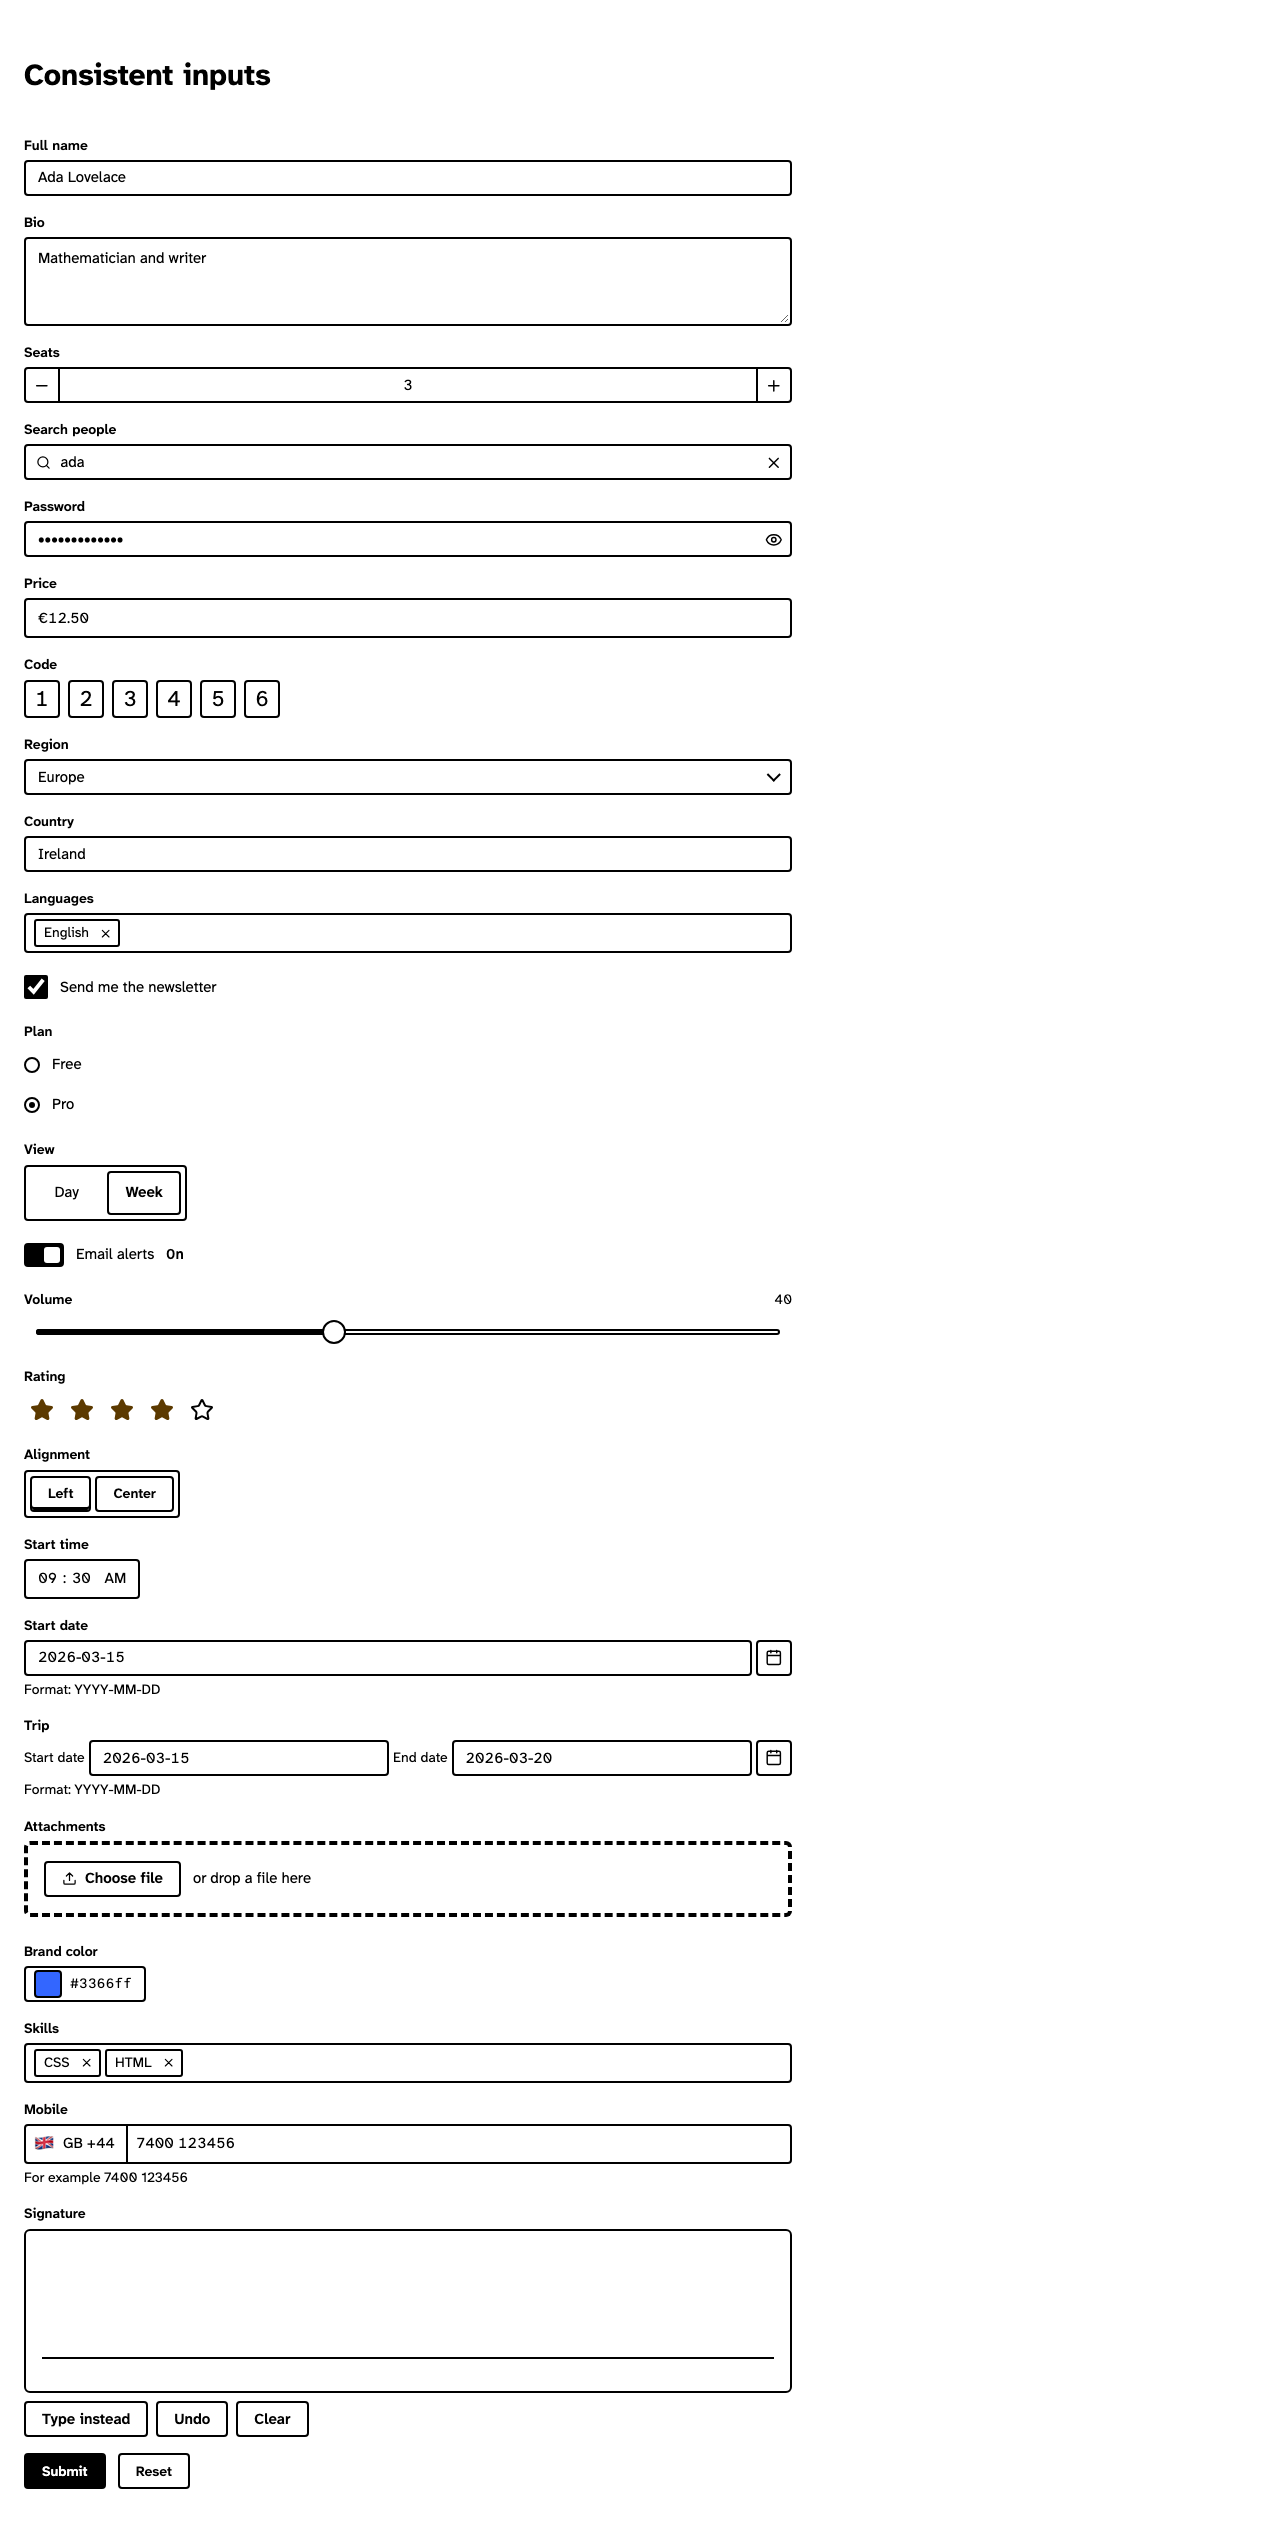 Consistent inputs
Full name
Ada Lovelace
Bio
Mathematician and writer
Seats
3
Search people
ada
Password
•••••••••••••
Price
€12.50
Code
1 2 3 4 5 6
Region
Europe
Country
Ireland
Languages
English
Send me the newsletter
Plan
Free
Pro
View
Day Week
Email alerts On
Volume 40
Rating
Alignment
Left Center
Start time
09 : 30 AM
Start date
2026-03-15
Format: YYYY-MM-DD
Trip
Start date 2026-03-15 End date 2026-03-20
Format: YYYY-MM-DD
Attachments
Choose file or drop a file here
Brand color
#3366ff
Skills
CSS HTML
Mobile
GB +44 7400 123456
For example 7400 123456
Signature
Type instead Undo Clear
Submit Reset